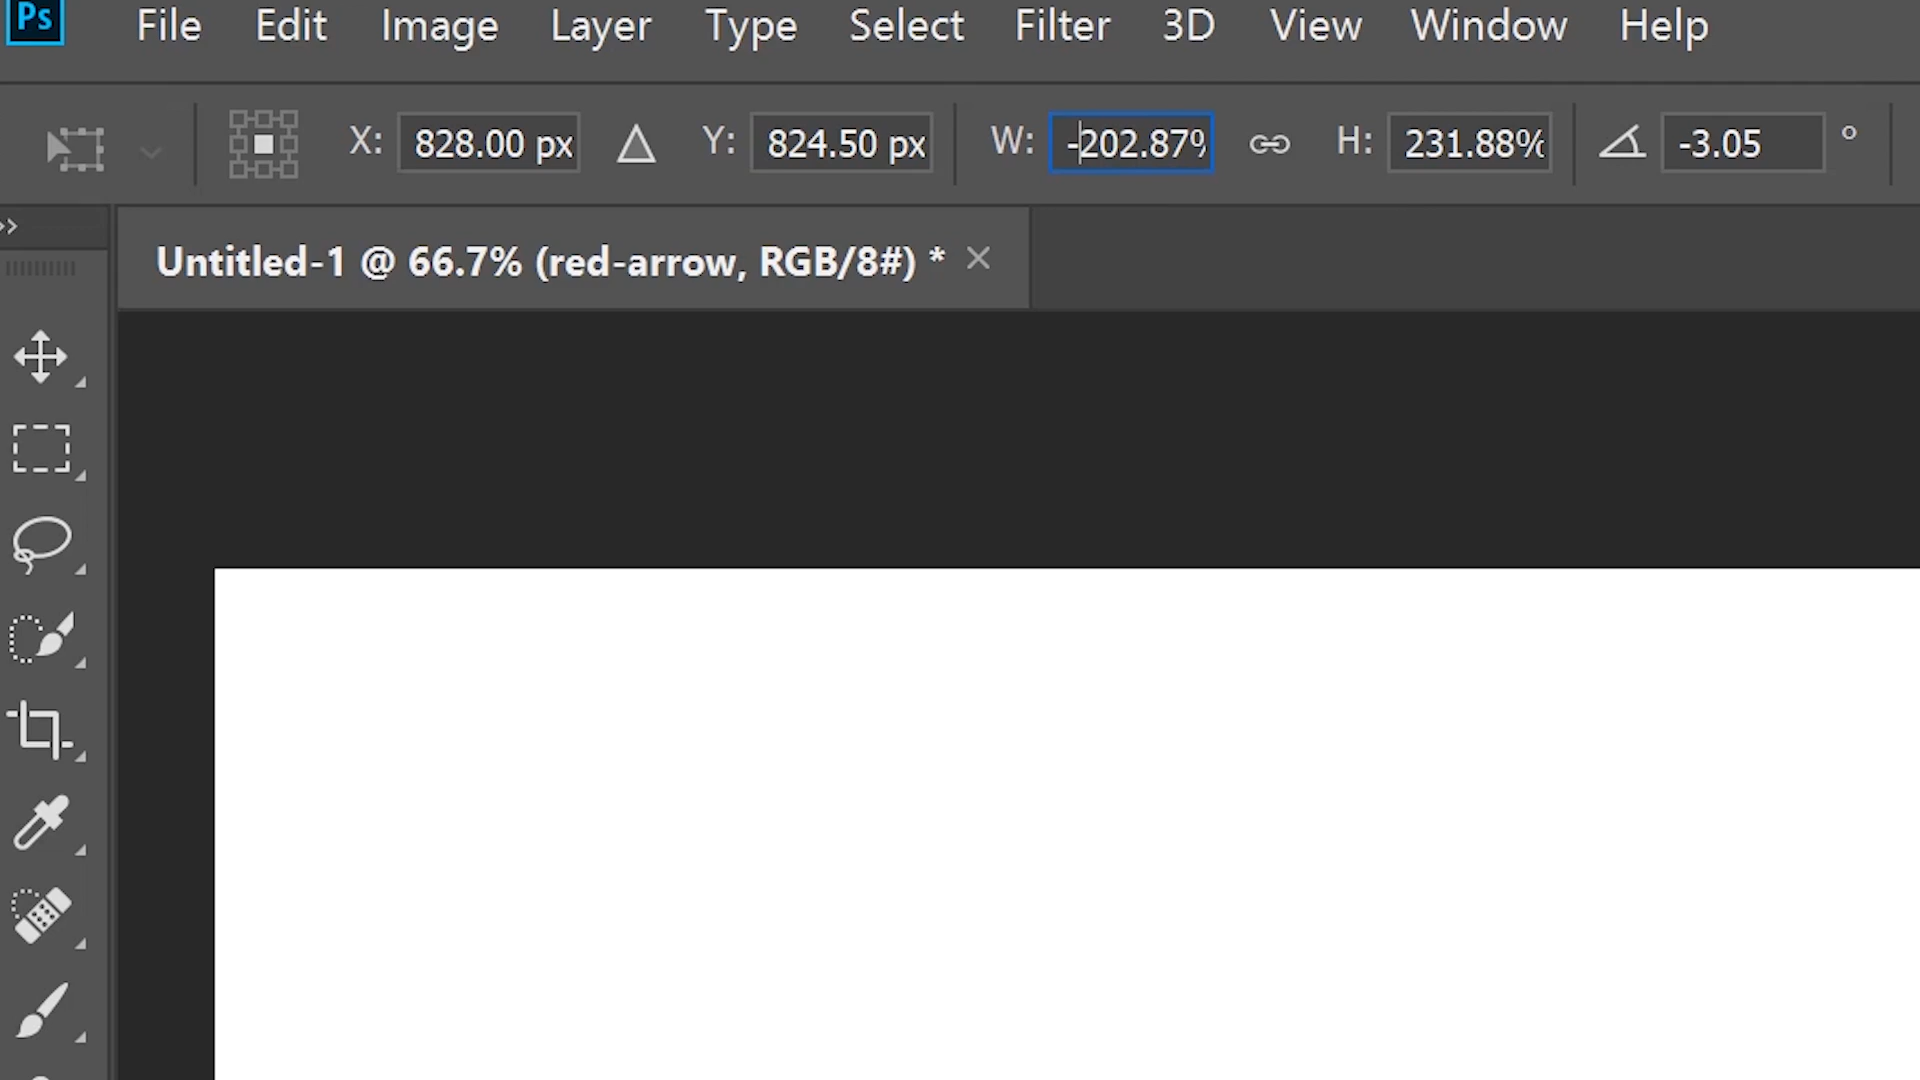 Ps File Edit Image Layer Type Select Filter 3D View Window Help
X: 828.00 px Y: 824.50 px W: -202.87% H: 231.88% -3.05 °
Untitled-1 @ 66.7% (red-arrow, RGB/8#) * ×